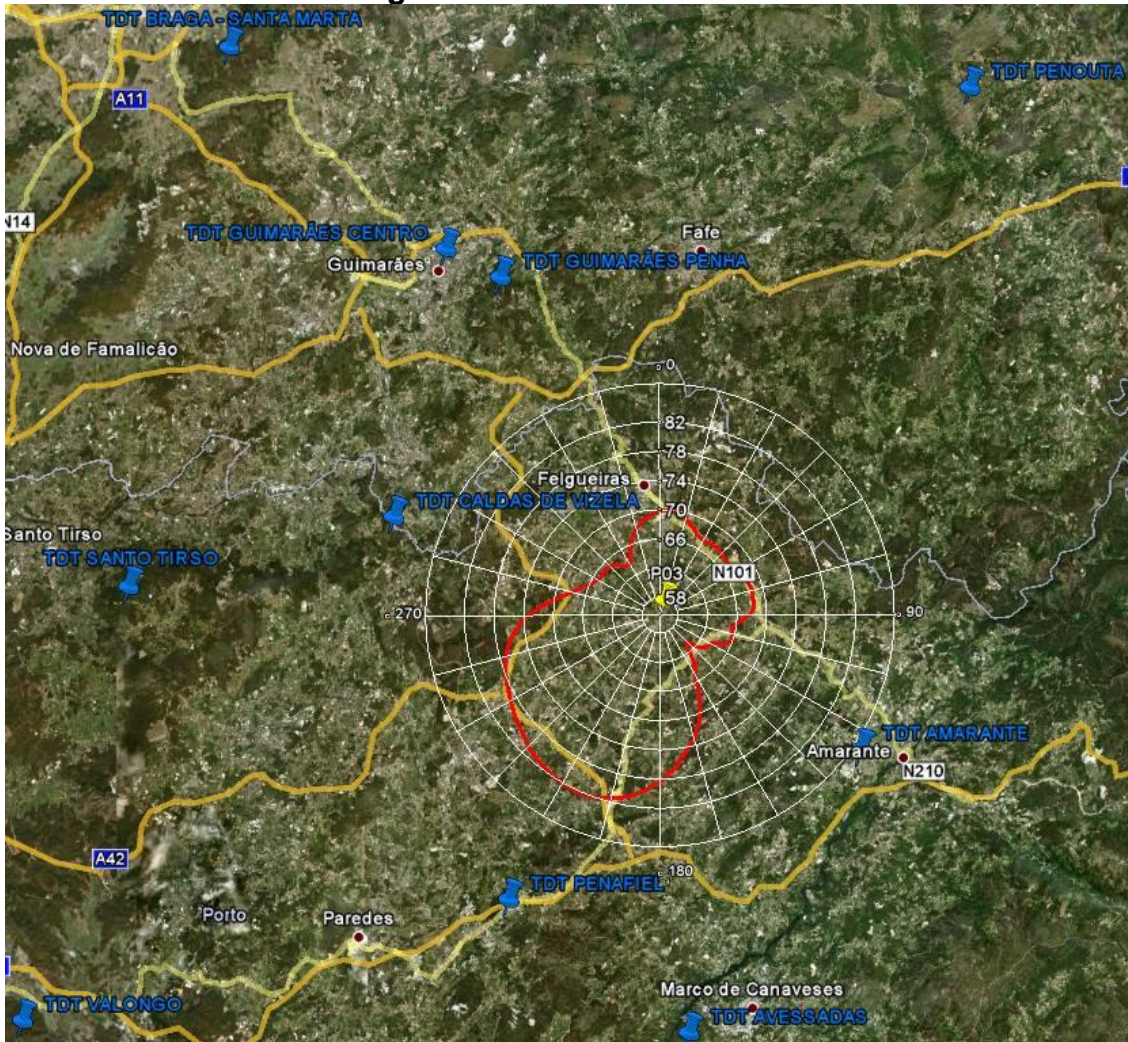 g
TDT BRAGA - SANTA MARTA
TDT PENOUTA
A11
N14
TDT GUIMARÃES CENTRO
Fafe
Guimarães
TDT GUIMARÃES PENHA
Nova de Famalicão
0
82
78
Felgueiras
74
TDT CALDAS DE VIZELA
70
Santo Tirso
66
TDT SANTO TIRSO
P03
N101
58
270
90
TDT AMARANTE
Amarante
N210
A42
180
TDT PENAFIEL
Porto
Paredes
Marco de Canaveses
TDT VALONGO
TDT AVESSADAS